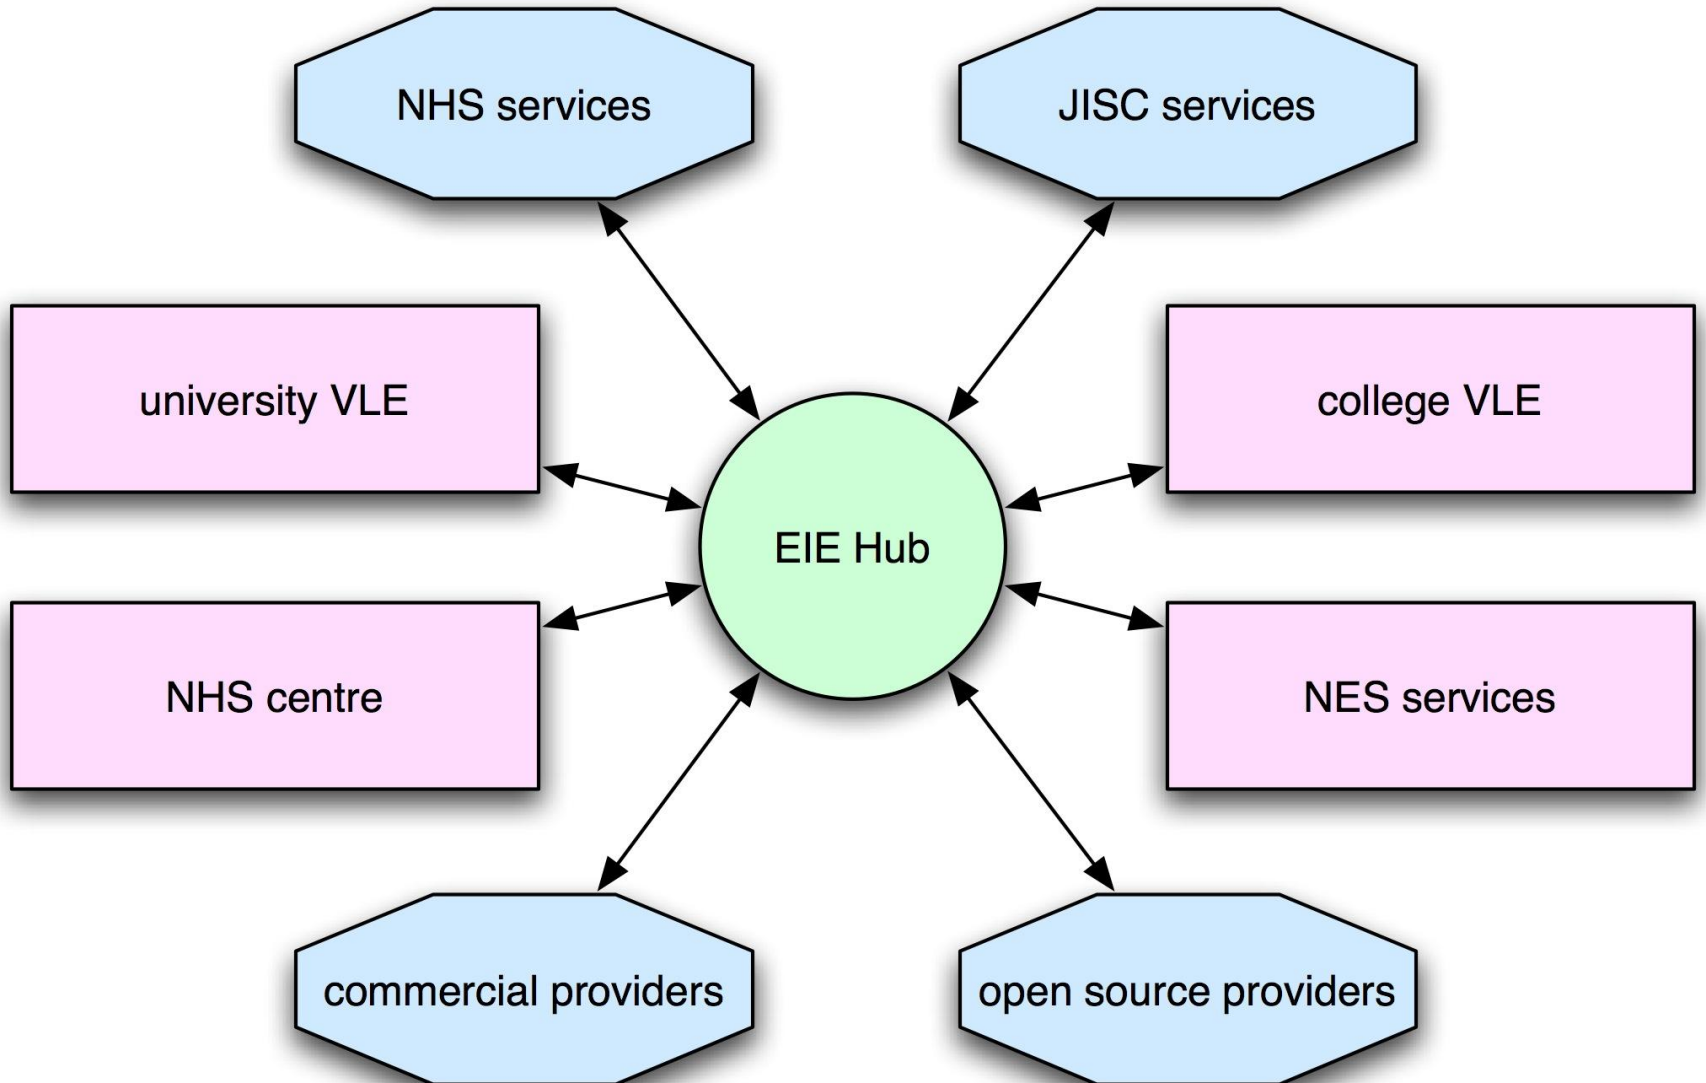 NHS services
JISC services
university VLE
college VLE
EIE Hub
NHS centre
NES services
commercial providers
open source providers